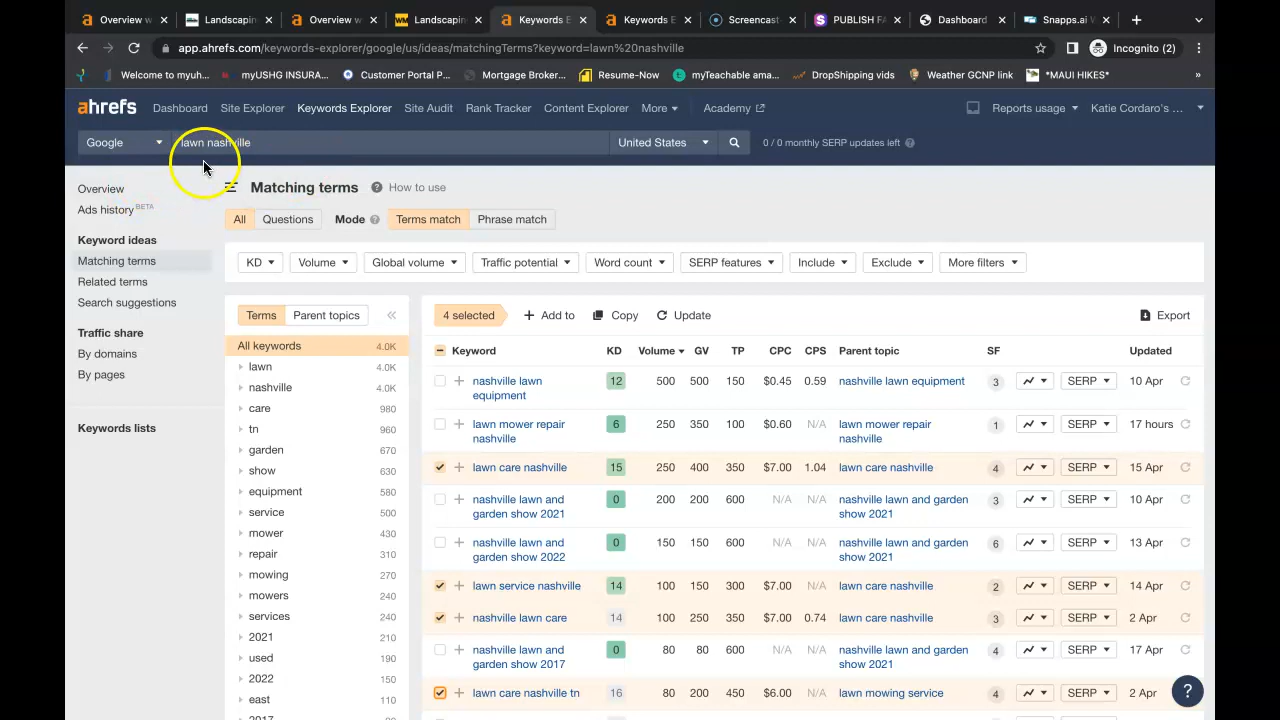 Overview w
Landscapin
Overview w
Landscapin
Keywords E
Keywords E
Screencast
PUBLISH FA
Dashboard
Snapps.ai W
app.ahrefs.com/keywords-explorer/google/us/ideas/matchingTerms?keyword=lawn%20nashville
Incognito (2)
Welcome to myuh...
myUSHG INSURA...
Customer Portal P...
Mortgage Broker...
Resume-Now
myTeachable ama...
DropShipping vids
Weather GCNP link
*MAUI HIKES*
»
ahrefs
Dashboard
Site Explorer
Keywords Explorer
Site Audit
Rank Tracker
Content Explorer
More
Academy
Reports usage
Katie Cordaro's ...
Google
lawn nashville
United States
0 / 0 monthly SERP updates left
Overview
Ads history BETA
Keyword ideas
Matching terms
Related terms
Search suggestions
Traffic share
By domains
By pages
Keywords lists
Matching terms
How to use
All
Questions
Mode
Terms match
Phrase match
KD
Volume
Global volume
Traffic potential
Word count
SERP features
Include
Exclude
More filters
Terms
Parent topics
All keywords 4.0K
lawn 4.0K
nashville 4.0K
care 980
tn 960
garden 670
show 630
equipment 580
service 500
mower 430
repair 310
mowing 270
mowers 240
services 240
2021 210
used 190
2022 150
east 110
2017
4 selected
Add to
Copy
Update
Export
Keyword KD Volume GV TP CPC CPS Parent topic SF Updated
nashville lawn 12 500 500 150 $0.45 0.59 nashville lawn equipment 3 SERP 10 Apr
equipment
lawn mower repair 6 250 350 100 $0.60 N/A lawn mower repair 1 SERP 17 hours
nashville nashville
lawn care nashville 15 250 400 350 $7.00 1.04 lawn care nashville 4 SERP 15 Apr
nashville lawn and 0 200 200 600 N/A N/A nashville lawn and garden 3 SERP 10 Apr
garden show 2021 show 2021
nashville lawn and 0 150 150 600 N/A N/A nashville lawn and garden 6 SERP 13 Apr
garden show 2022 show 2021
lawn service nashville 14 100 150 300 $7.00 N/A lawn care nashville 2 SERP 14 Apr
nashville lawn care 14 100 250 350 $7.00 0.74 lawn care nashville 3 SERP 2 Apr
nashville lawn and 0 80 80 600 N/A N/A nashville lawn and garden 4 SERP 17 Apr
garden show 2017 show 2021
lawn care nashville tn 16 80 200 450 $6.00 N/A lawn mowing service 4 SERP 2 Apr
?